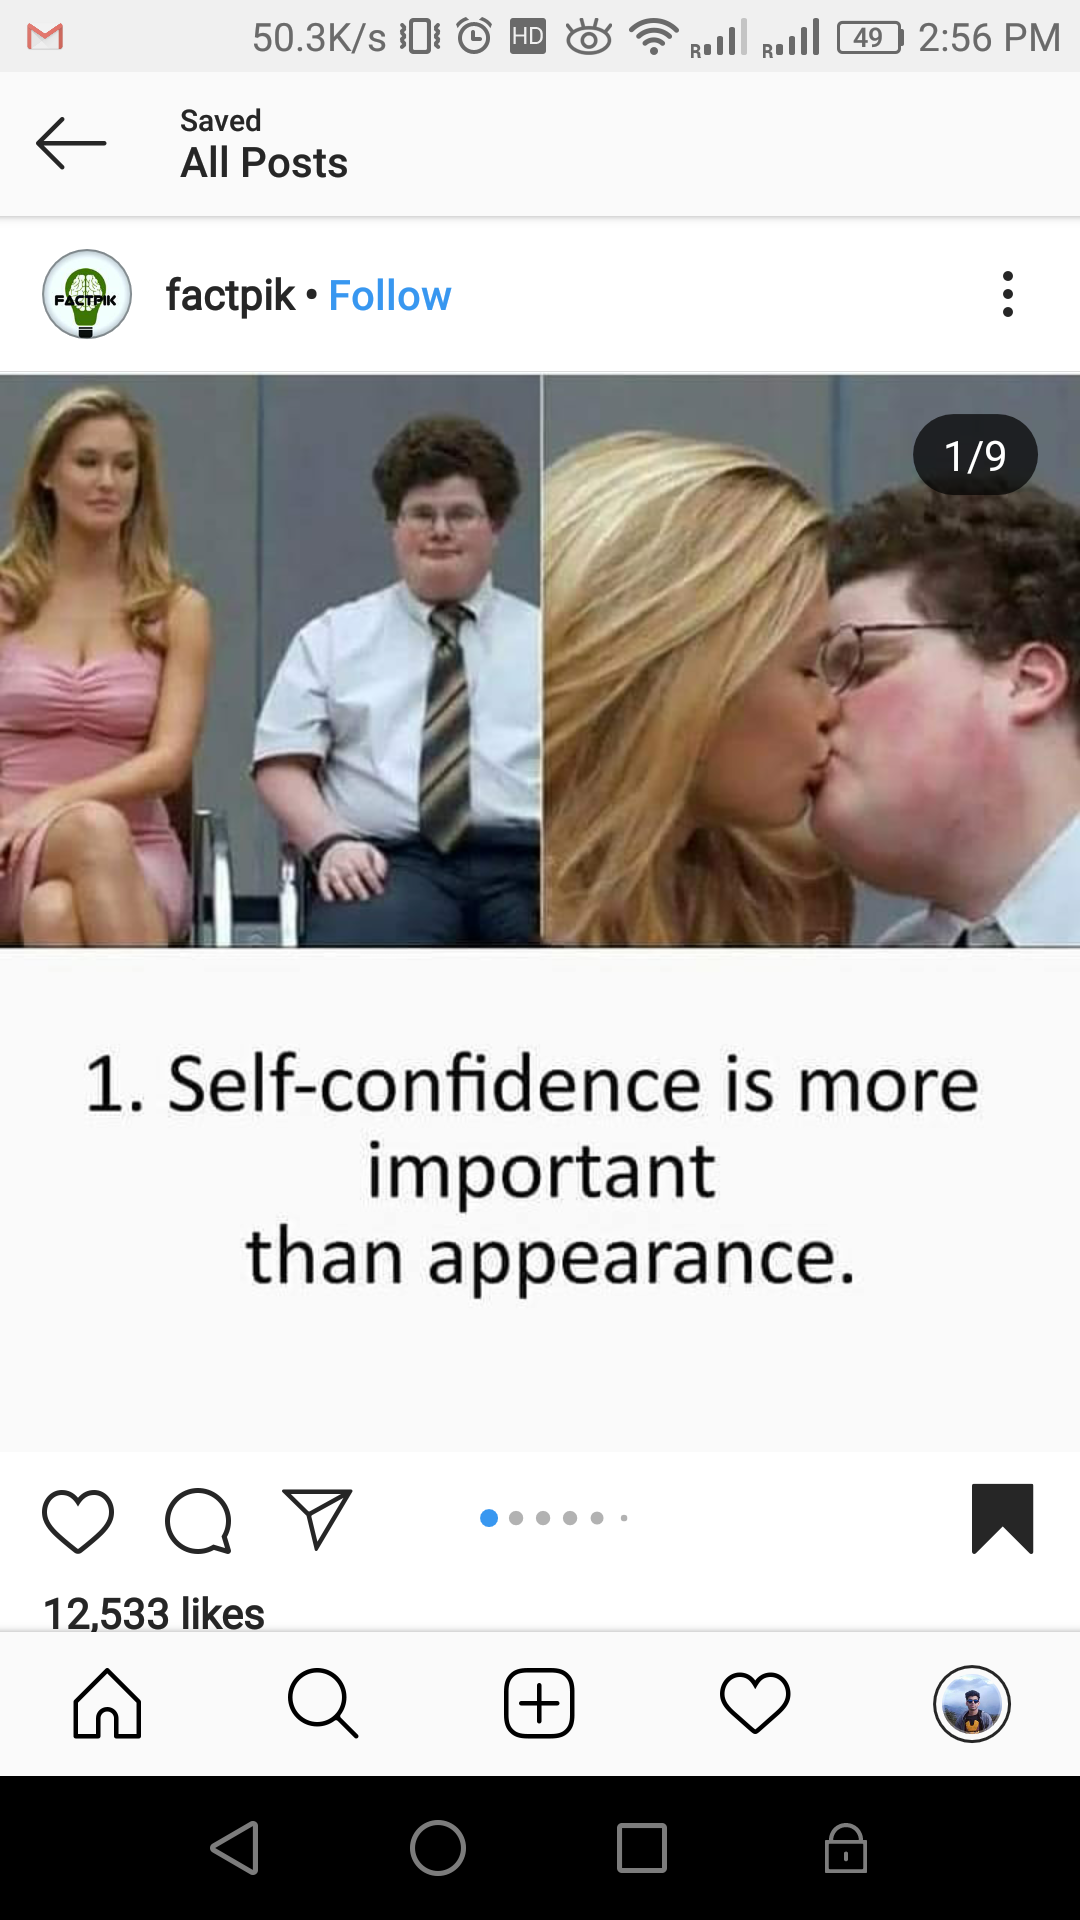 50.3K/s HD R R 49 2:56 PM
Saved
All Posts
FACTPIK
factpik • Follow
1/9
1. Self-confidence is more
important
than appearance.
12,533 likes